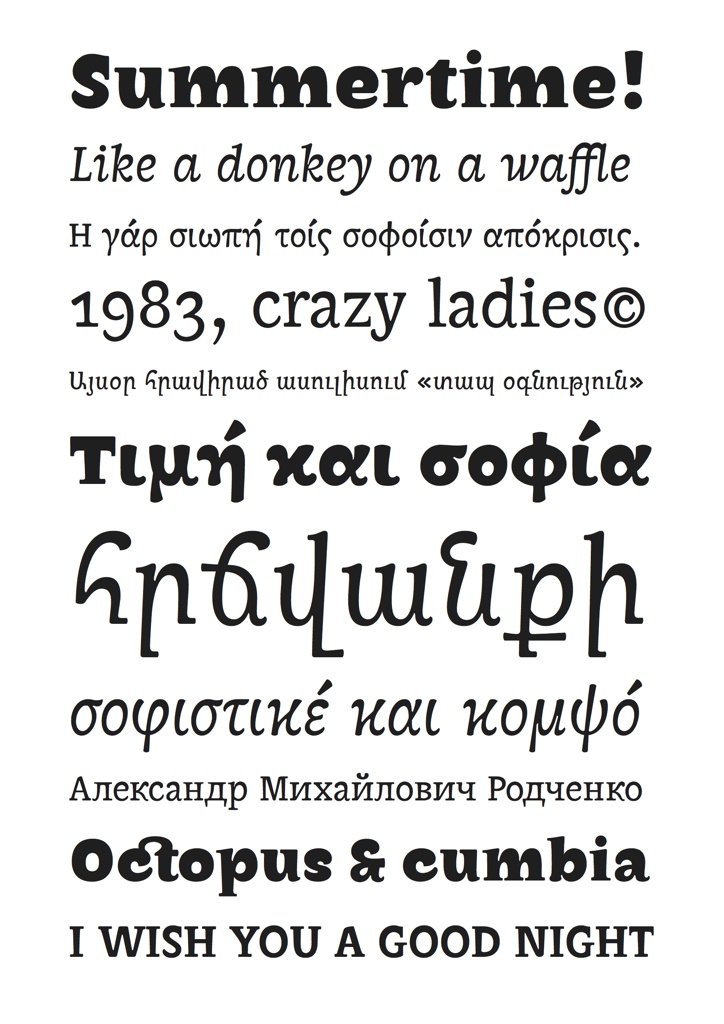 Summertime!
Like a donkey on a waffle
Η γάρ σιωπή τοίς σοφοίσιν απόκρισις.
1983, crazy ladies©
Այսօր հրավիրած ասուլիսում «տապ օգնություն»
Τιμή και σοφία
հրճվանքի
σοφιστικέ και κομψό
Александр Михайлович Родченко
Octopus & cumbia
I WISH YOU A GOOD NIGHT